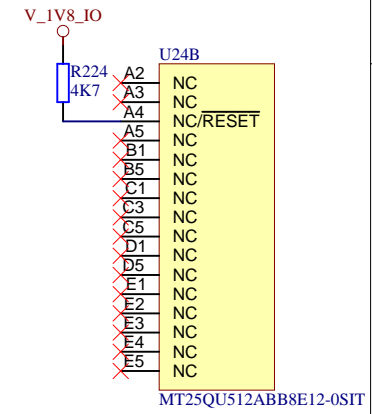 V_1V8_IO
U24B
R224
4K7
A2 NC
A3 NC
A4 NC/RESET
A5 NC
B1 NC
B5 NC
C1 NC
C3 NC
C5 NC
D1 NC
D5 NC
E1 NC
E2 NC
E3 NC
E4 NC
E5 NC
MT25QU512ABB8E12-0SIT